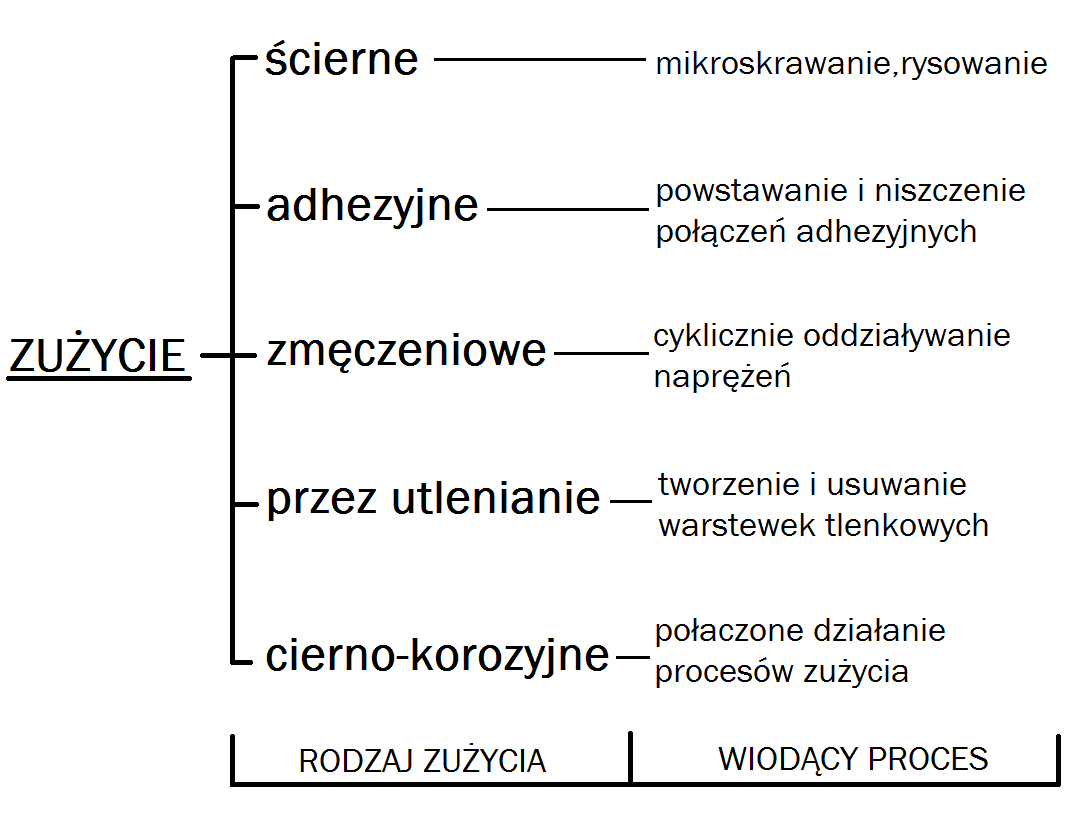 ścierne
mikroskrawanie,rysowanie
adhezyjne
powstawanie i niszczenie
połączeń adhezyjnych
ZUŻYCIE
zmęczeniowe
cyklicznie oddziaływanie
naprężeń
przez utlenianie
tworzenie i usuwanie
warstewek tlenkowych
cierno-korozyjne
połaczone działanie
procesów zużycia
RODZAJ ZUŻYCIA
WIODĄCY PROCES